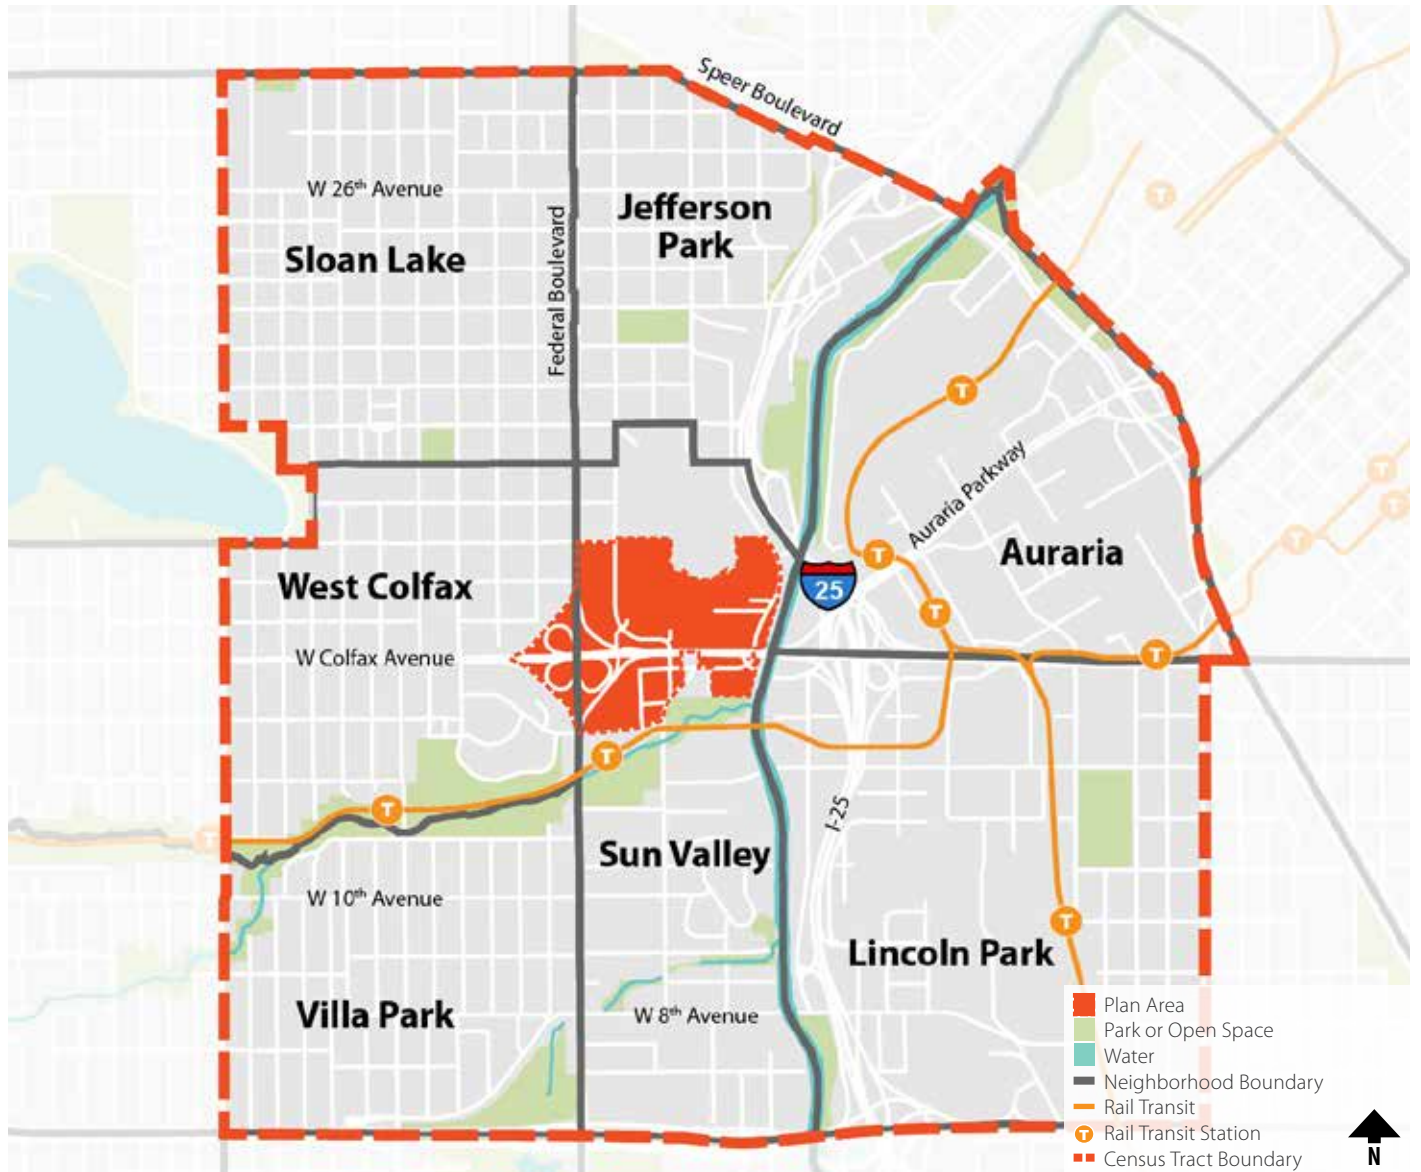 Speer Boulevard
W 26th Avenue
Jefferson
Park
Sloan Lake
Federal Boulevard
Auraria Parkway
T
T
T
Auraria
25
West Colfax
T
W Colfax Avenue
T
T
T
T
T
T
T
I-25
Sun Valley
W 10th Avenue
T
Lincoln Park
Villa Park
W 8th Avenue
Plan Area
Park or Open Space
Water
Neighborhood Boundary
Rail Transit
T Rail Transit Station
Census Tract Boundary
N